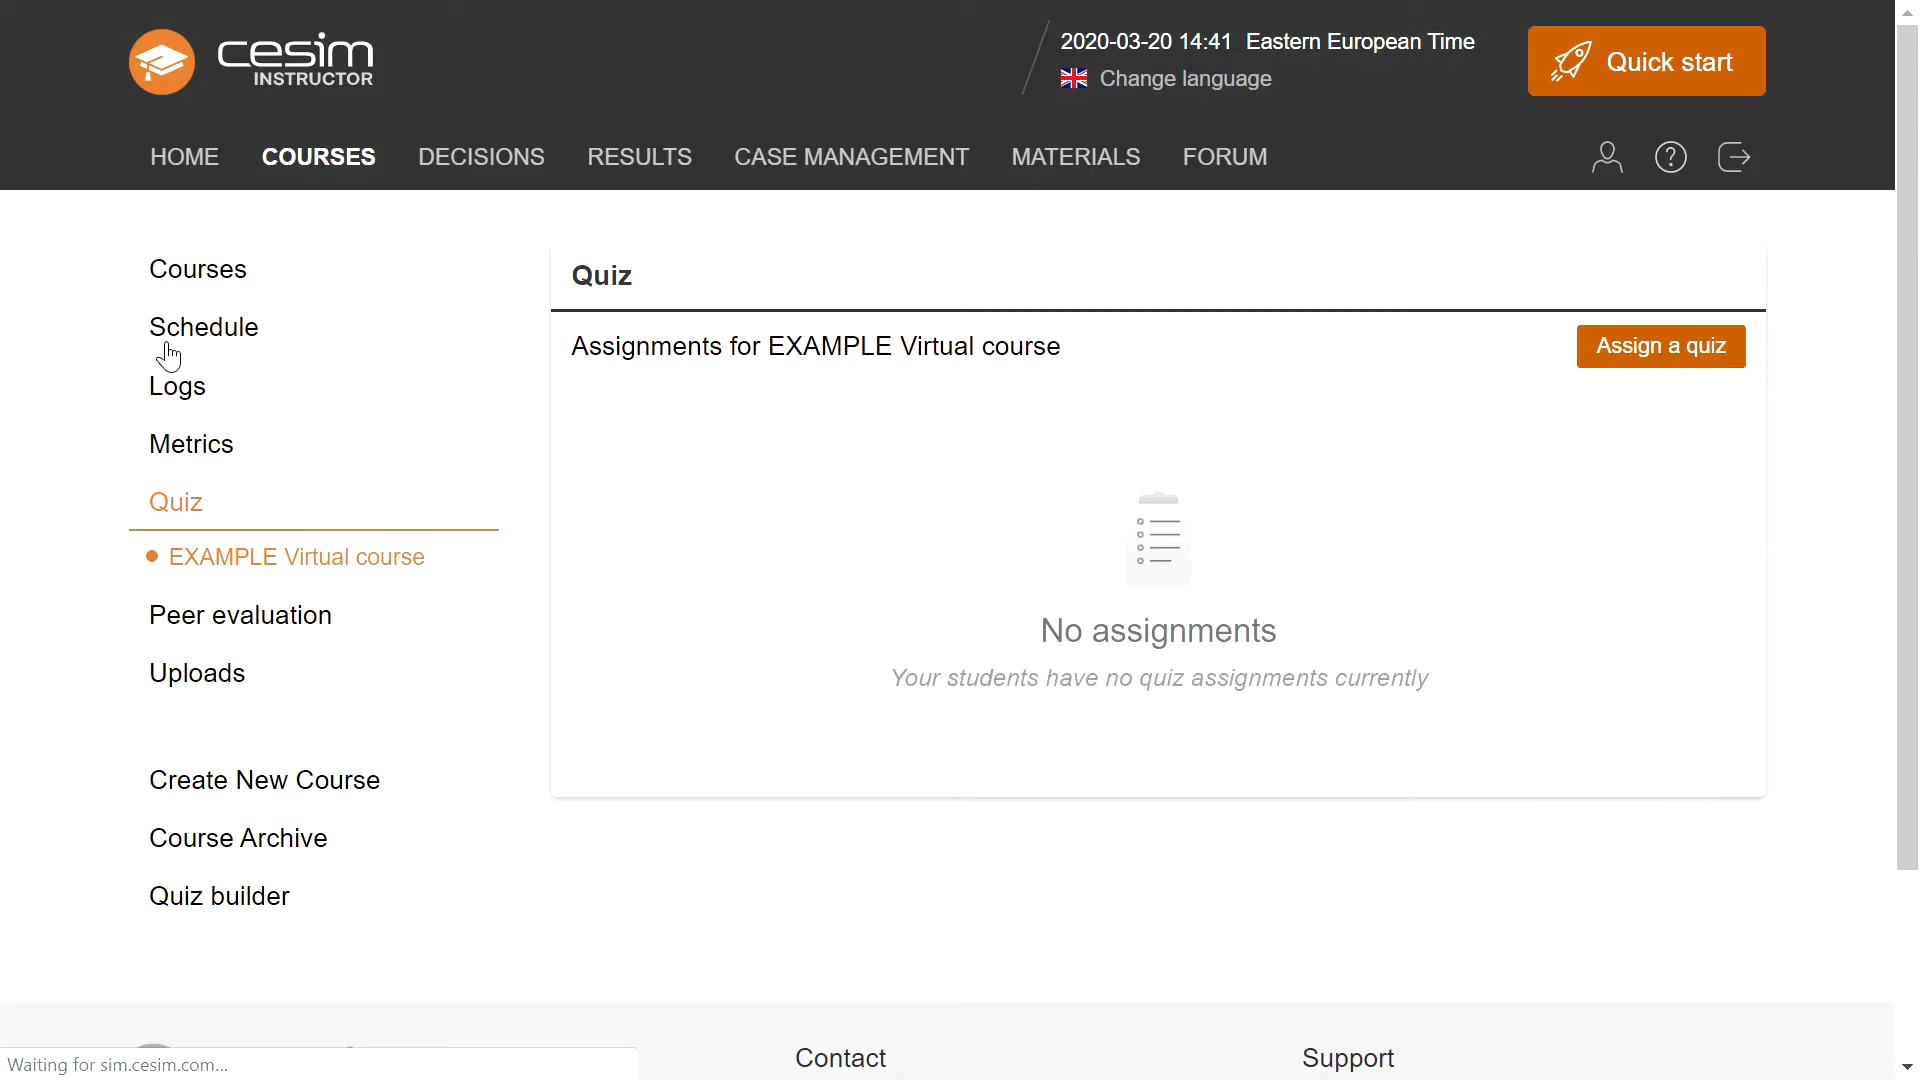 cesim
INSTRUCTOR
2020-03-20 14:41 Eastern European Time
Change language
Quick start
HOME COURSES DECISIONS RESULTS CASE MANAGEMENT MATERIALS FORUM
?
Courses
Schedule
Logs
Metrics
Quiz
EXAMPLE Virtual course
Peer evaluation
Uploads
Create New Course
Course Archive
Quiz builder
Quiz
Assignments for EXAMPLE Virtual course
Assign a quiz
No assignments
Your students have no quiz assignments currently
Contact
Support
Waiting for sim.cesim.com...